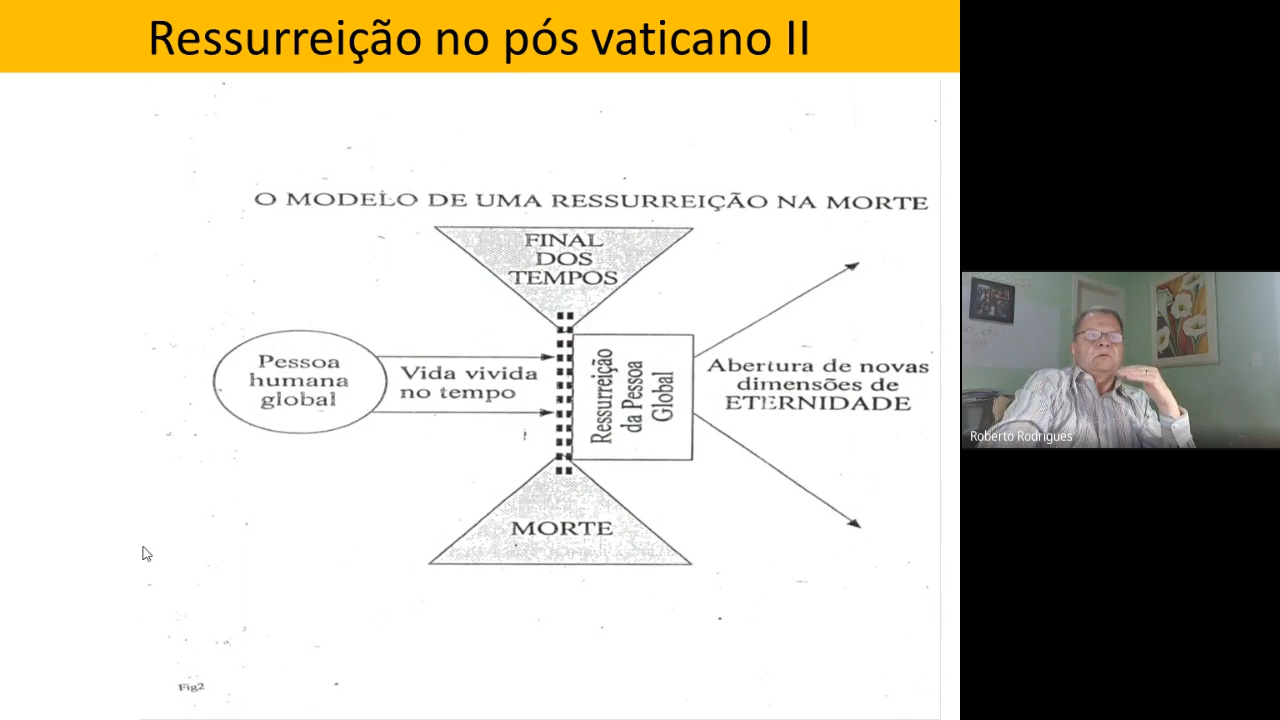 Ressurreição no pós vaticano II
O MODELO DE UMA RESSURREIÇÃO NA MORTE
FINAL
DOS
TEMPOS
Pessoa
humana
global
Vida vivida
no tempo
Ressurreição
da Pessoa
Global
Abertura de novas
dimensões de
ETERNIDADE
MORTE
Fig2
Roberto Rodrigues